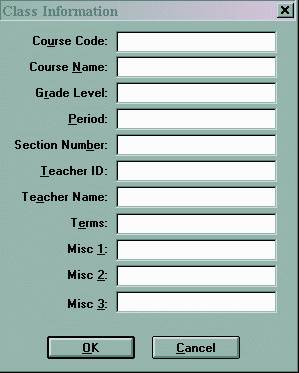 Class Information
Course Code:
Course Name:
Grade Level:
Period:
Section Number:
Teacher ID:
Teacher Name:
Terms:
Misc 1:
Misc 2:
Misc 3:
OK Cancel